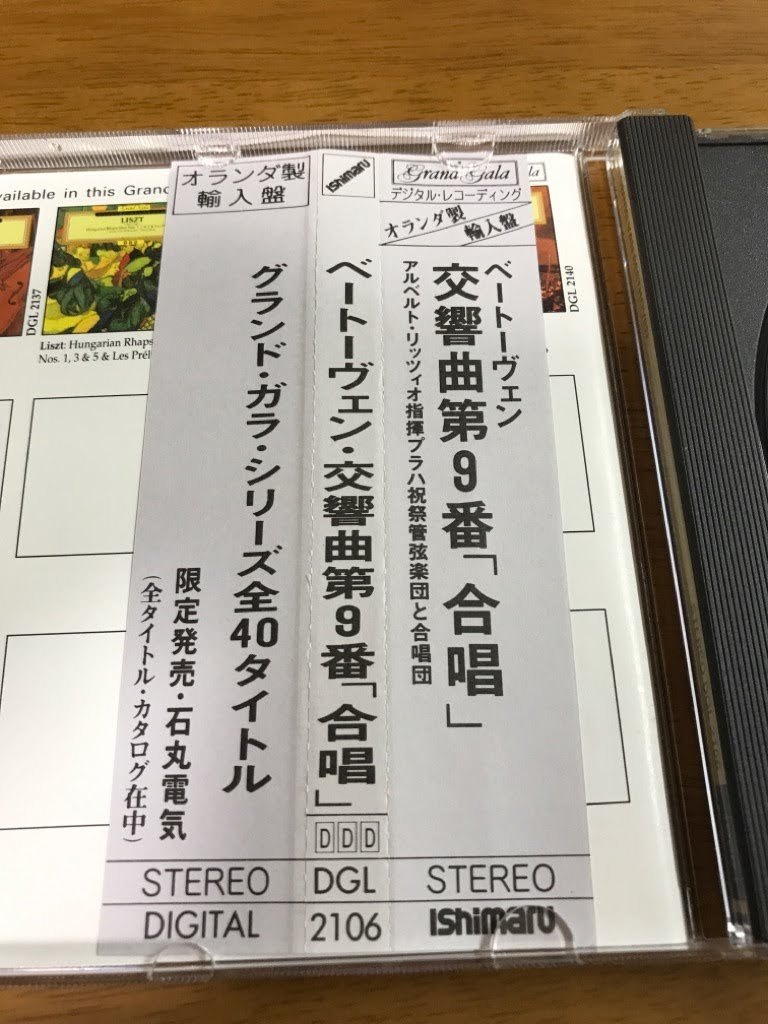 vailable in this Grand
DGL 2137
LISZT
Liszt: Hungarian Rhaps
Nos. 1, 3 & 5 & Les Prél
ala
DGL 2140
Grand Gala
デジタル・レコーディング
オランダ製
輸入盤
ベートーヴェン
交響曲第9番「合唱」
アルベルト・リッツィオ指揮プラハ祝祭管弦楽団と合唱団
STEREO
IShimaru
IShimaru
ベートーヴェン・交響曲第9番「合唱」
DDD
DGL
2106
オランダ製
輸入盤
グランド・ガラ・シリーズ全40タイトル
限定発売・石丸電気
(全タイトル・カタログ在中)
STEREO
DIGITAL